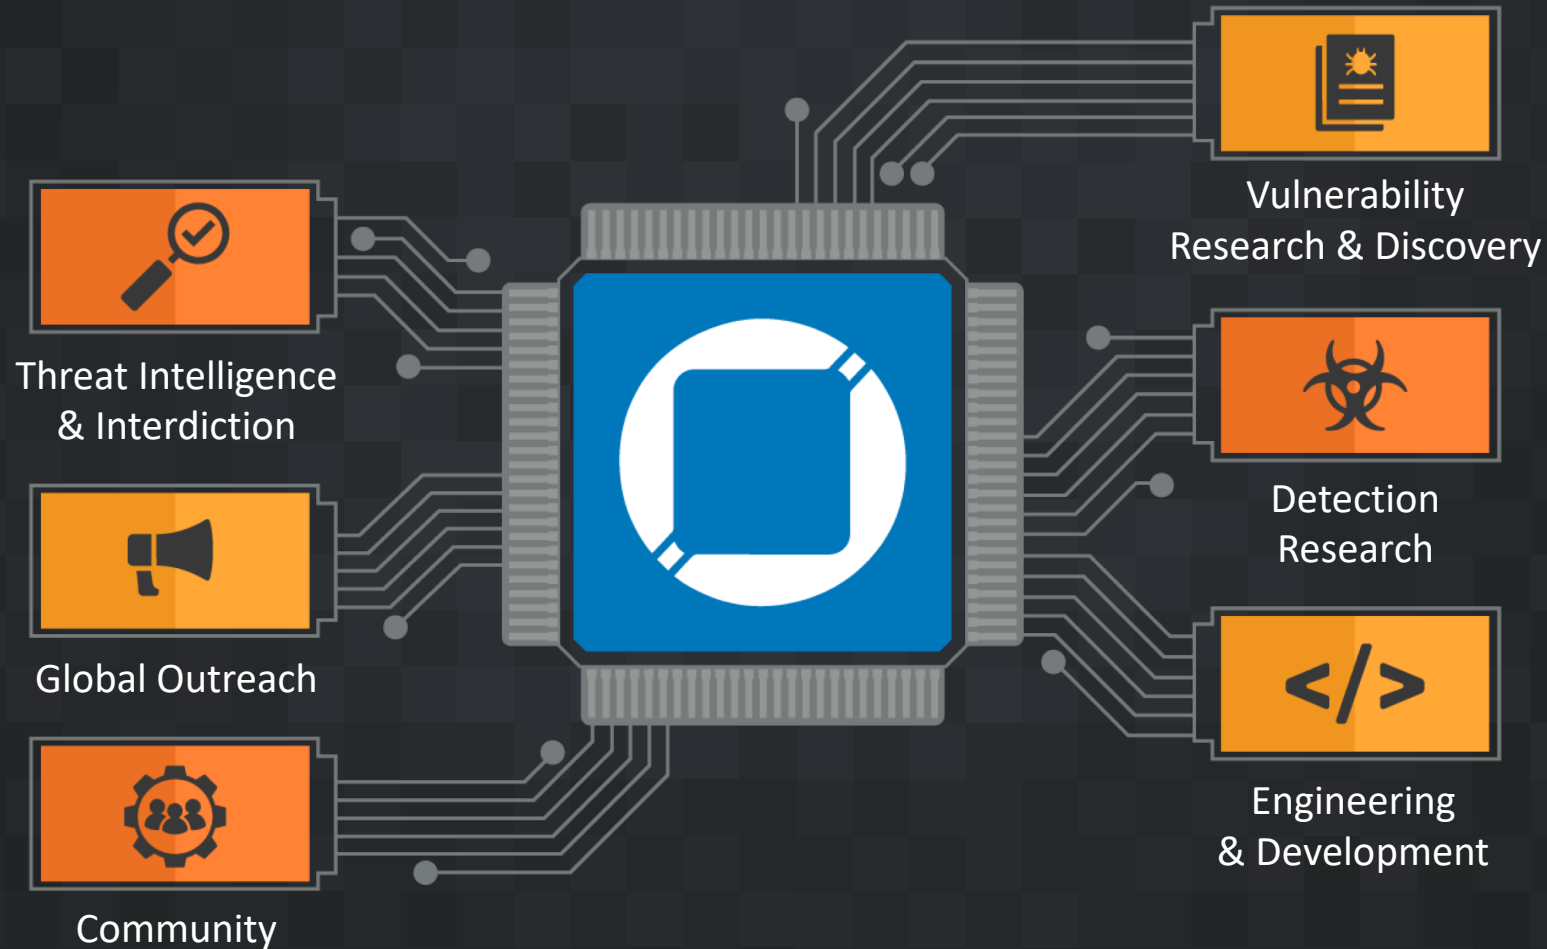 Threat Intelligence
& Interdiction
Global Outreach
Community
Vulnerability
Research & Discovery
Detection
Research
</>
Engineering
& Development